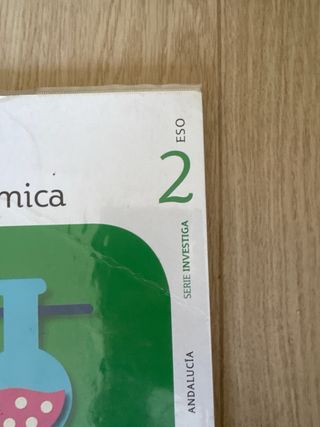 mica
2 ESO
SERIE INVESTIGA
ANDALUCÍA